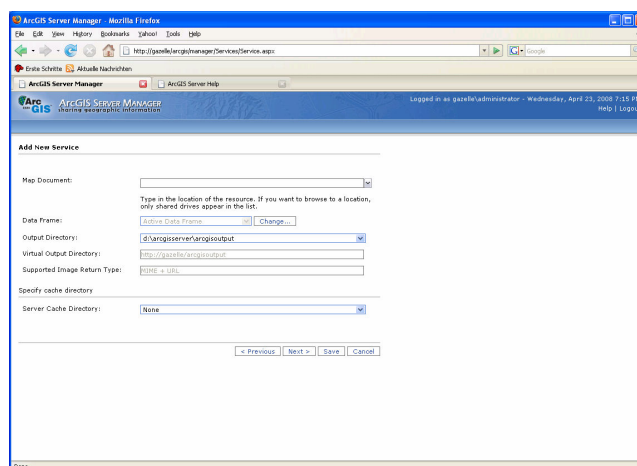 ArcGIS Server Manager - Mozilla Firefox
File Edit View History Bookmarks Yahoo! Tools Help
http://gazelle/arcgis/manager/Services/Service.aspx
G Google
Erste Schritte Aktuelle Nachrichten
ArcGIS Server Manager ArcGIS Server Help
Arc GIS ArcGIS Server Manager
sharing geographic information
Logged in as gazelle\administrator - Wednesday, April 23, 2008 7:15 P
Help | Logou
Add New Service
Map Document:
Type in the location of the resource. If you want to browse to a location,
only shared drives appear in the list.
Data Frame: Active Data Frame Change...
Output Directory: d:\arcgisserver\arcgisoutput
Virtual Output Directory: http://gazelle/arcgisoutput
Supported Image Return Type: MIME + URL
Specify cache directory
Server Cache Directory: None
< Previous Next > Save Cancel